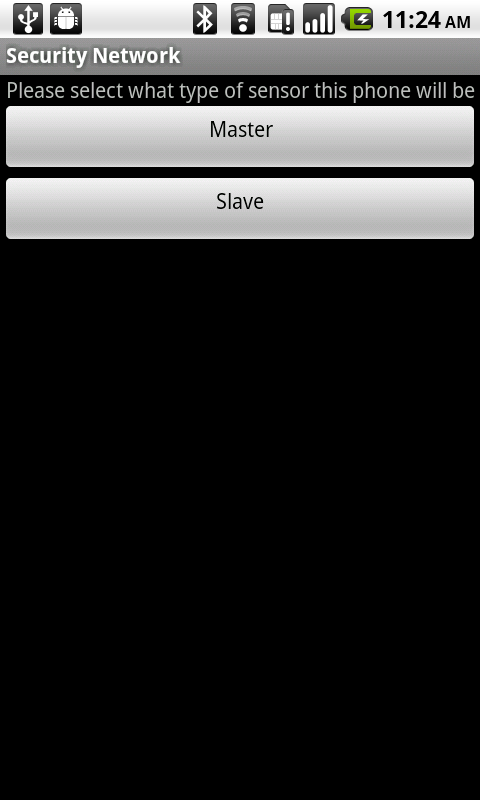 11:24 AM
Security Network
Please select what type of sensor this phone will be
Master
Slave